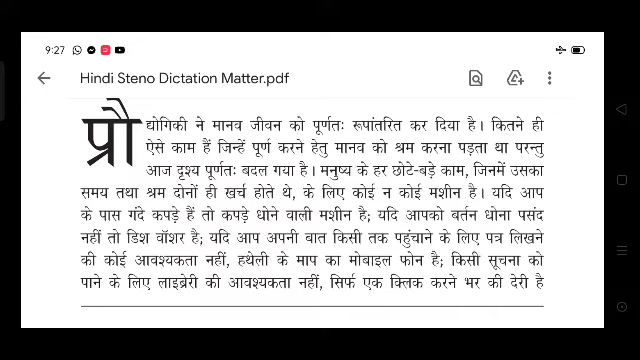 9:27
Hindi Steno Dictation Matter.pdf
प्रौद्योगिकी ने मानव जीवन को पूर्णतः रूपांतरित कर दिया है। कितने ही
ऐसे काम हैं जिन्हें पूर्ण करने हेतु मानव को श्रम करना पड़ता था परन्तु
आज दृश्य पूर्णतः बदल गया है। मनुष्य के हर छोटे-बड़े काम, जिनमें उसका
समय तथा श्रम दोनों ही खर्च होते थे, के लिए कोई न कोई मशीन है। यदि आप
के पास गंदे कपड़े हैं तो कपड़े धोने वाली मशीन है; यदि आपको बर्तन धोना पसंद
नहीं तो डिश वॉशर है; यदि आप अपनी बात किसी तक पहुंचाने के लिए पत्र लिखने
की कोई आवश्यकता नहीं, हथेली के माप का मोबाइल फोन है; किसी सूचना को
पाने के लिए लाइब्रेरी की आवश्यकता नहीं, सिर्फ एक क्लिक करने भर की देरी है